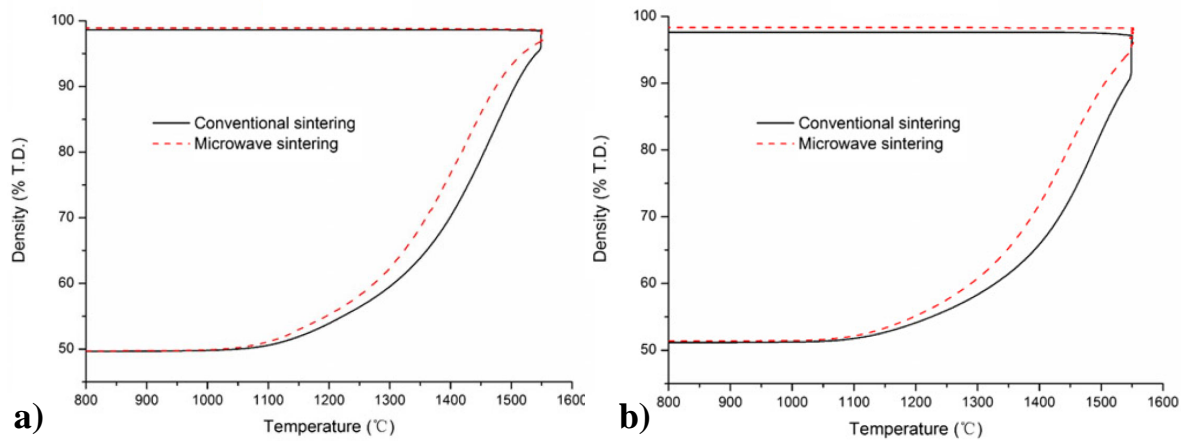 Density (% T.D.)
100
90
80
70
60
50
Conventional sintering
Microwave sintering
800 900 1000 1100 1200 1300 1400 1500 1600
Temperature (℃)
a)
Density (% T.D.)
100
90
80
70
60
50
Conventional sintering
Microwave sintering
800 900 1000 1100 1200 1300 1400 1500 1600
Temperature (℃)
b)